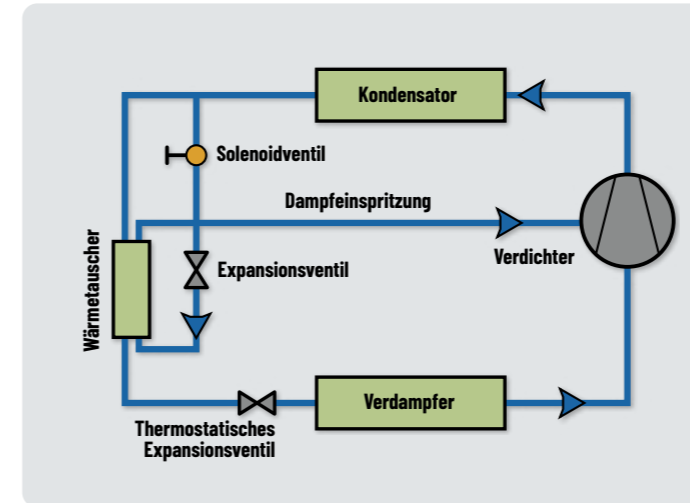 Kondensator
Solenoidventil
Dampfeinspritzung
Verdichter
Wärmetauscher
Expansionsventil
Verdampfer
Thermostatisches
Expansionsventil